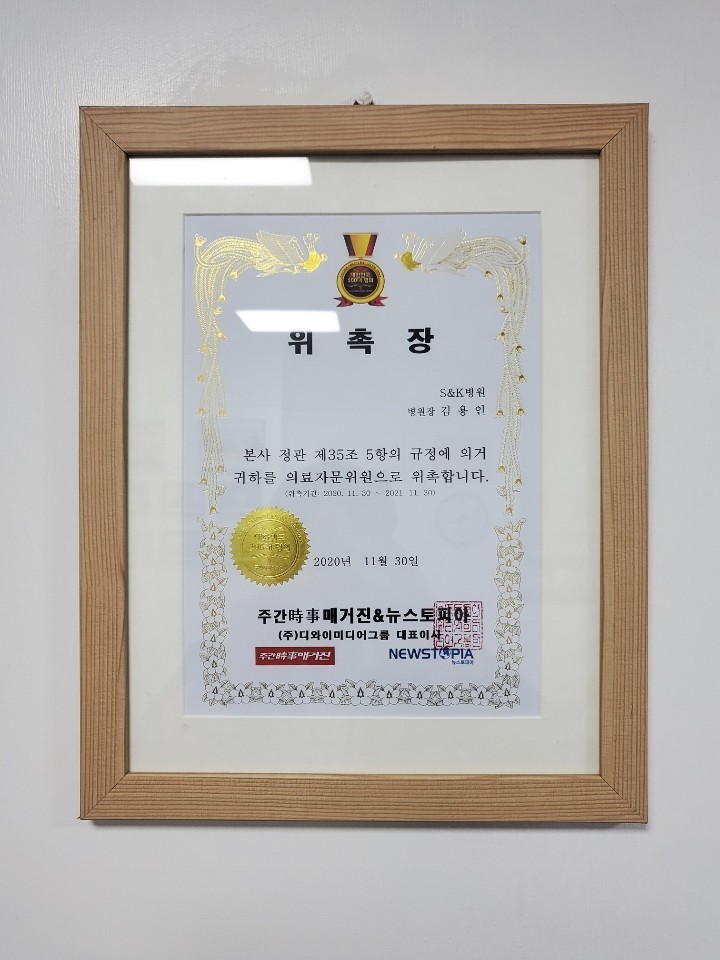 위 촉 장
S&K병원
병원장 김 용 인
본사 정관 제35조 5항의 규정에 의거
귀하를 의료자문위원으로 위촉합니다.
(위촉기간: 2020. 11. 30 ~ 2021. 11. 30)
2020년 11월 30일
주간時事매거진&뉴스토피아
(주)디와이미디어그룹 대표이사
주간時事매거진
NEWSTOPIA
뉴스토피아